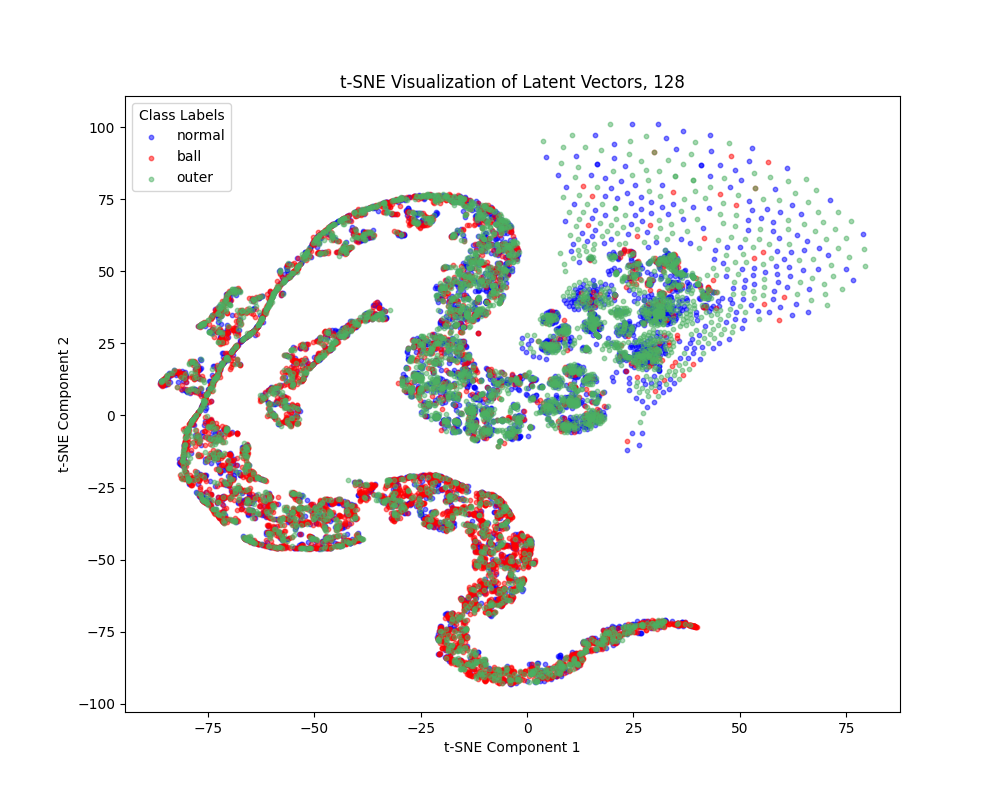 t-SNE Visualization of Latent Vectors, 128
Class Labels
normal
ball
outer
t-SNE Component 2
100
75
50
25
0
−25
−50
−75
−100
−75
−50
−25
0
25
50
75
t-SNE Component 1